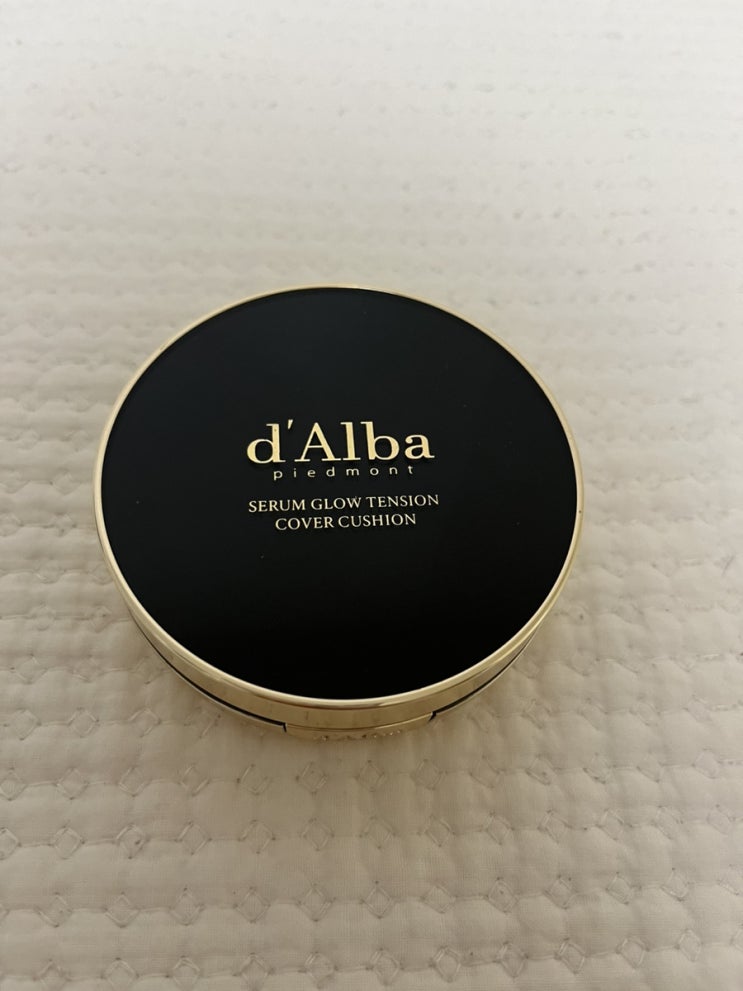 d'Alba
piedmont
SERUM GLOW TENSION
COVER CUSHION